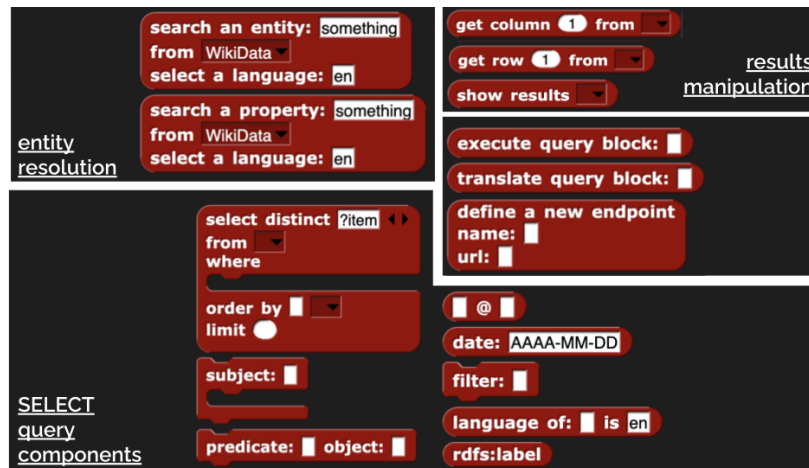 search an entity: something
from WikiData
select a language: en
search a property: something
from WikiData
select a language: en
entity
resolution
get column 1 from
get row 1 from
show results
results
manipulation
execute query block:
translate query block:
define a new endpoint
name:
url:
select distinct ?item
from
where
order by
limit
subject:
predicate: object:
SELECT
query
components
@
date: AAAA-MM-DD
filter:
language of: is en
rdfs:label